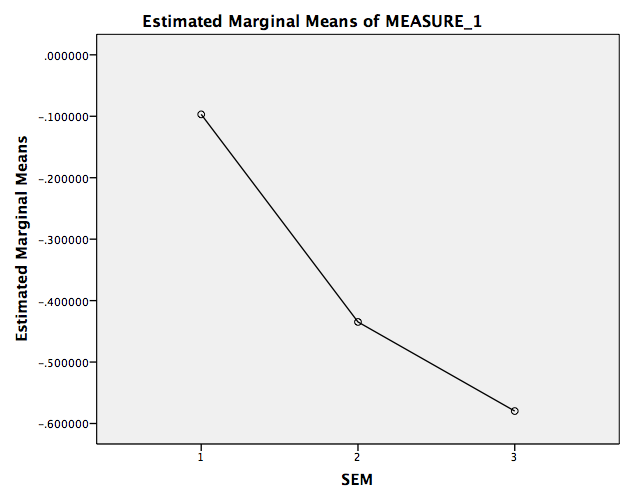 Estimated Marginal Means of MEASURE_1
Estimated Marginal Means
.000000
-.100000
-.200000
-.300000
-.400000
-.500000
-.600000
1 2 3
SEM